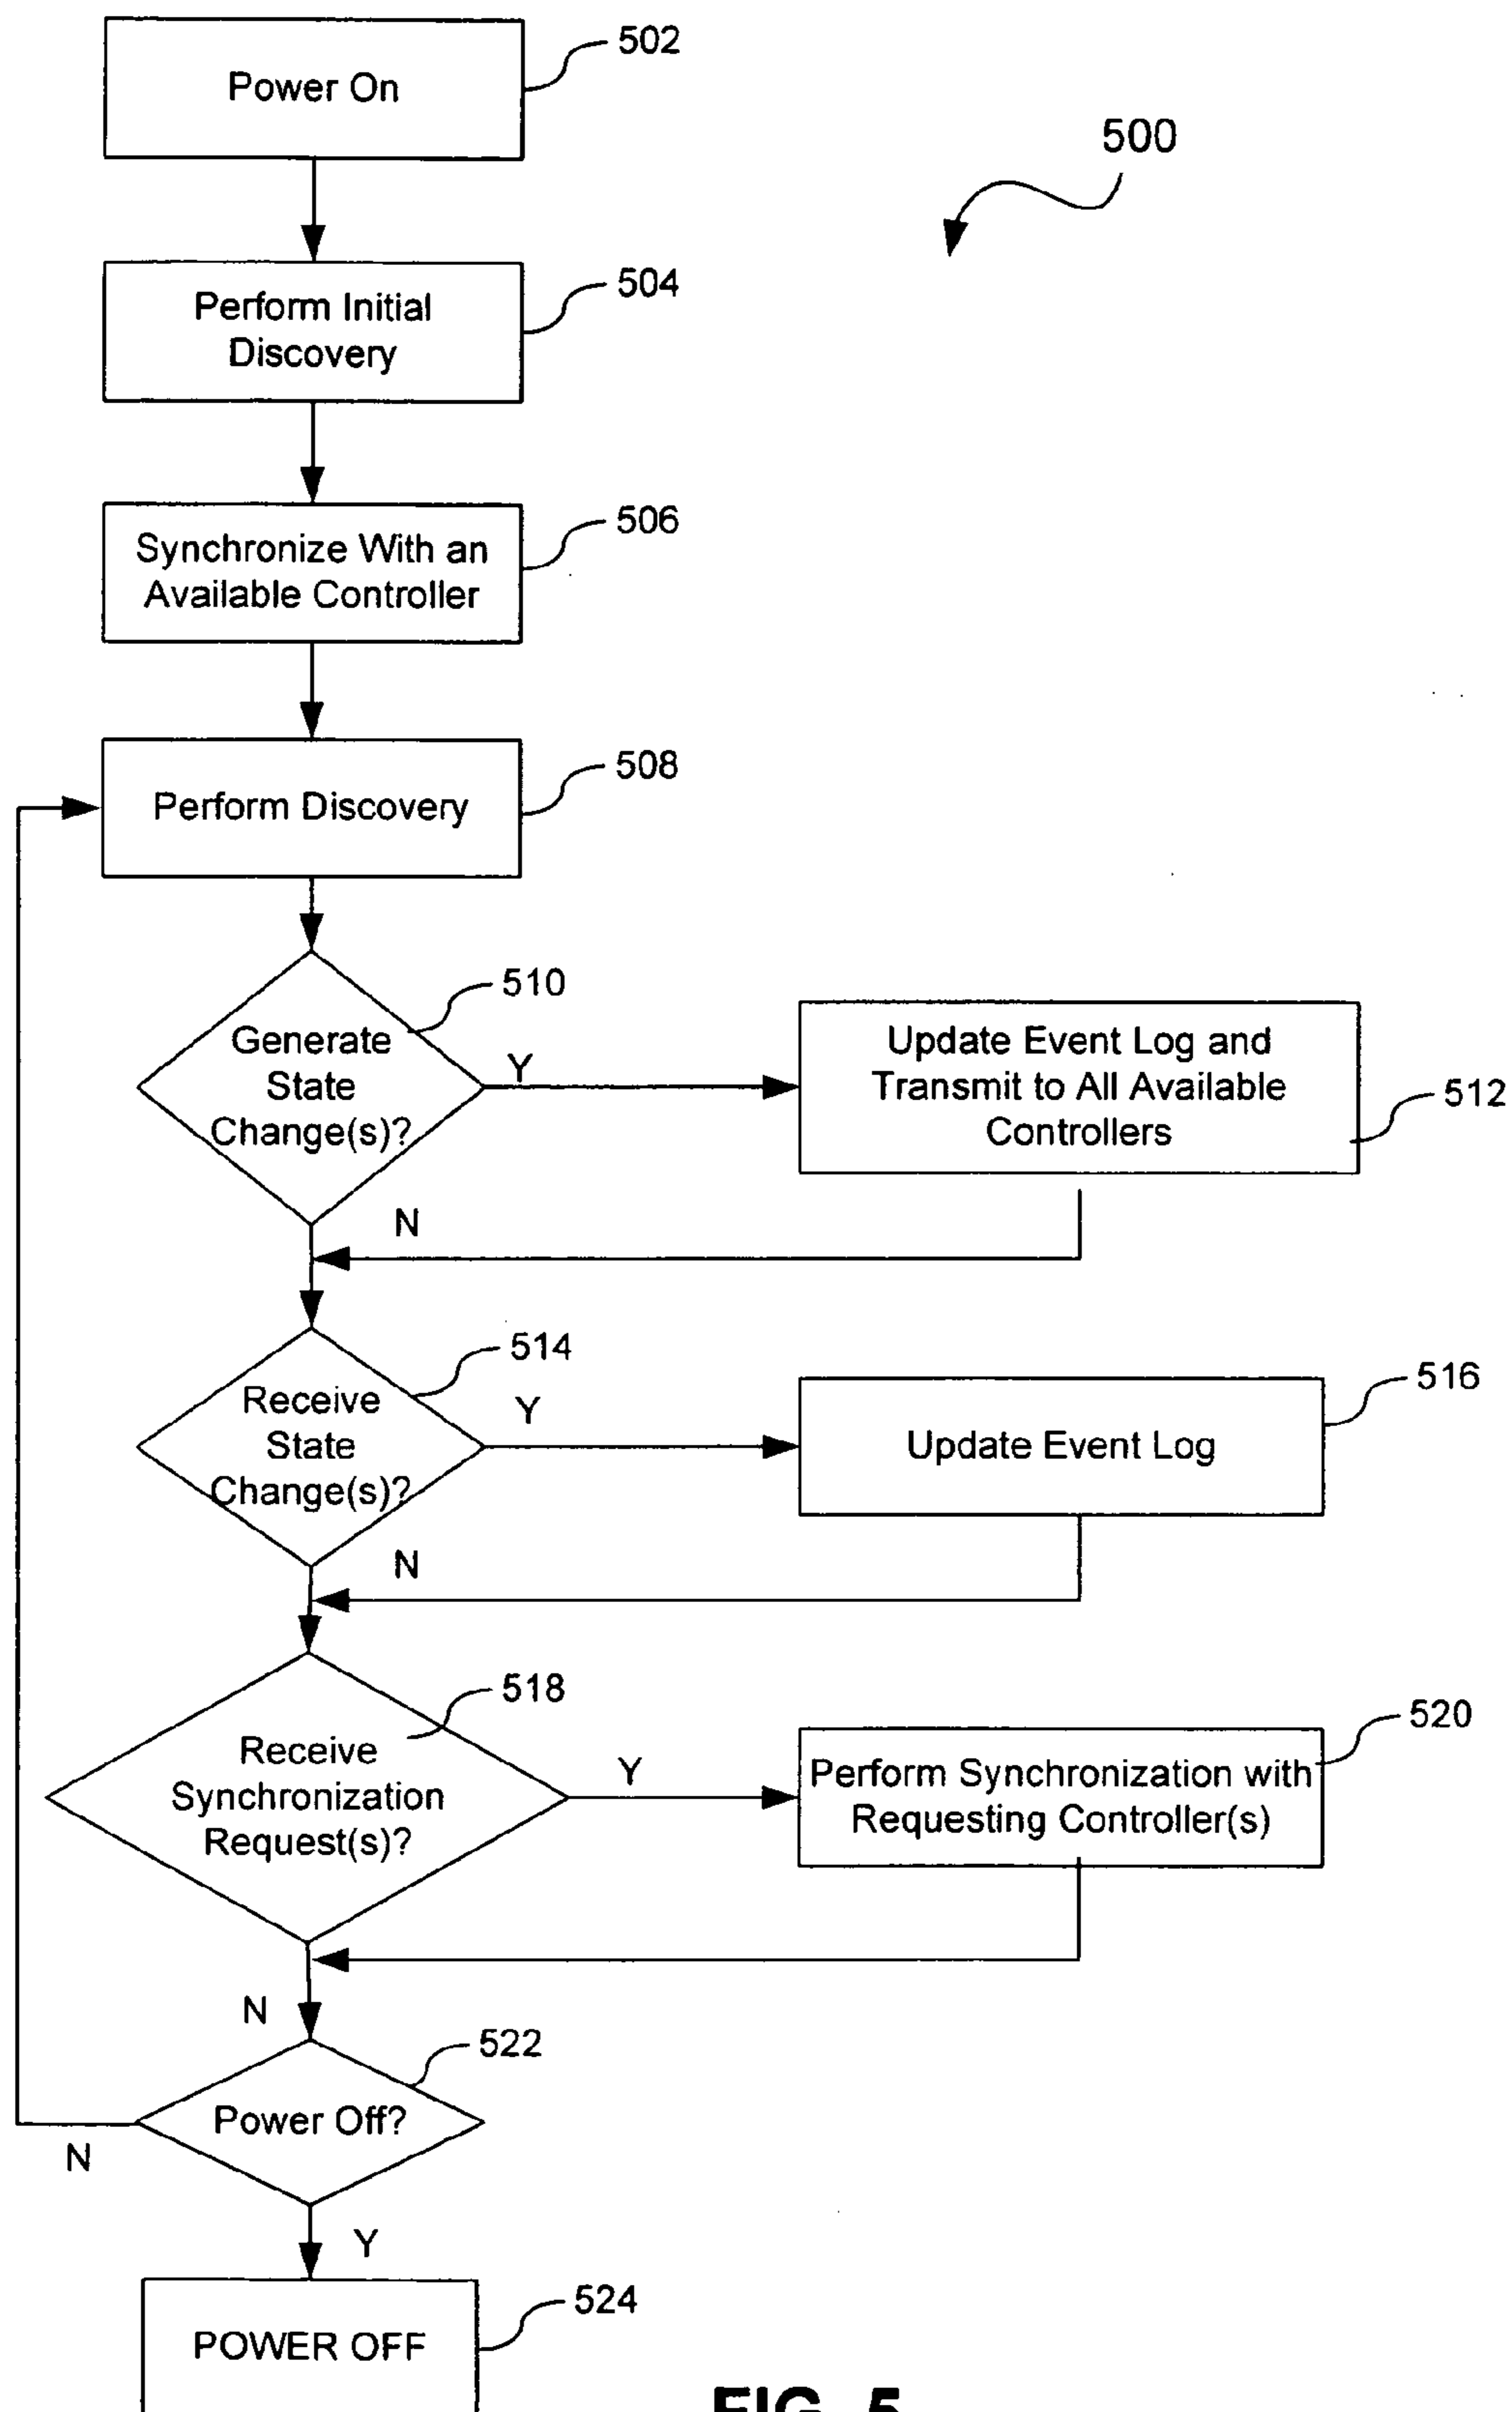 502
Power On
500
504
Perform Initial
Discovery
506
Synchronize With an
Available Controller
508
Perform Discovery
510
Generate
State
Change(s)?
Y
Update Event Log and
Transmit to All Available
Controllers
512
N
514
Receive
State
Change(s)?
Y
516
Update Event Log
N
518
Receive
Synchronization
Request(s)?
Y
520
Perform Synchronization with
Requesting Controller(s)
N
522
Power Off?
N
Y
524
POWER OFF
FIG. 5